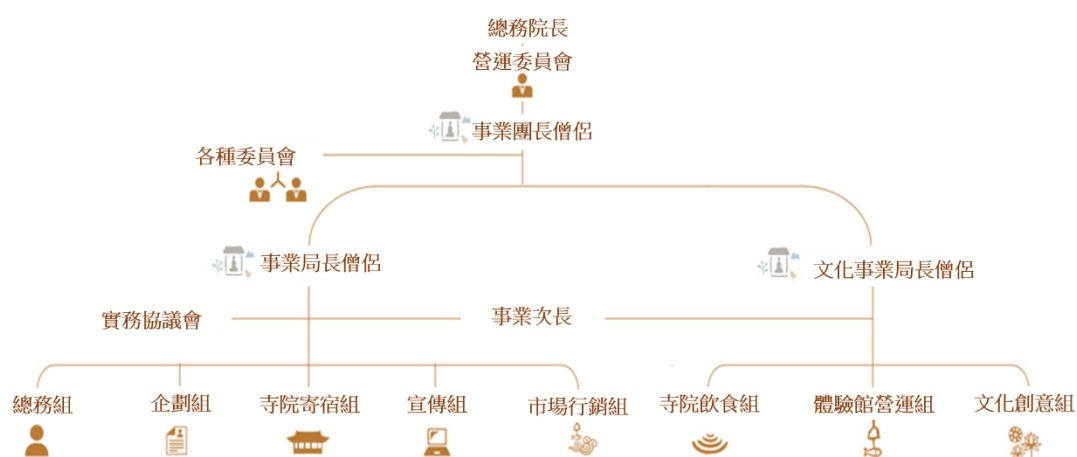 總務院長
營運委員會
事業團長僧侶
各種委員會
事業局長僧侶
文化事業局長僧侶
實務協議會
事業次長
總務組
企劃組
寺院寄宿組
宣傳組
市場行銷組
寺院飲食組
體驗館營運組
文化創意組